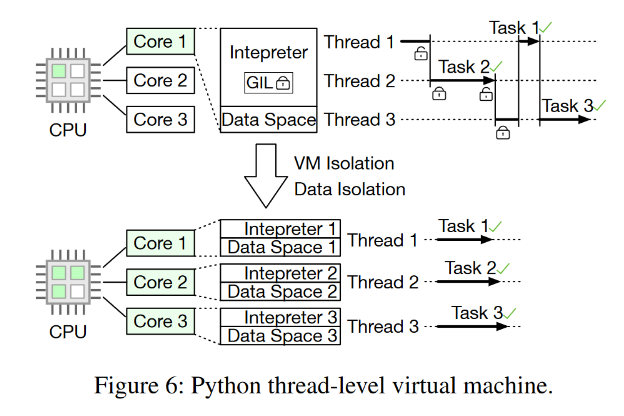 Core 1
Core 2
Core 3
CPU
Intepreter
GIL
Data Space
Thread 1
Thread 2
Thread 3
Task 1
Task 2
Task 3
VM Isolation
Data Isolation
Core 1
Core 2
Core 3
CPU
Intepreter 1
Data Space 1
Intepreter 2
Data Space 2
Intepreter 3
Data Space 3
Thread 1
Thread 2
Thread 3
Task 1
Task 2
Task 3
Figure 6: Python thread-level virtual machine.